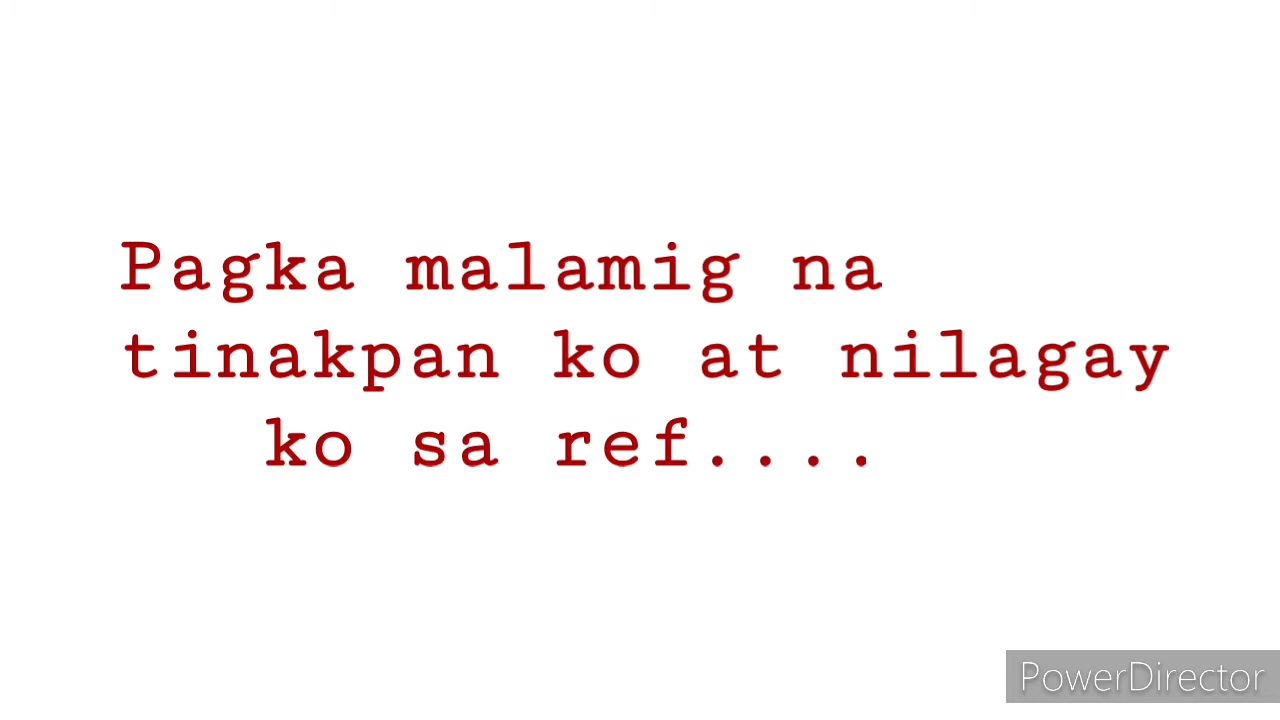 Pagka malamig na
tinakpan ko at nilagay
ko sa ref....
PowerDirector